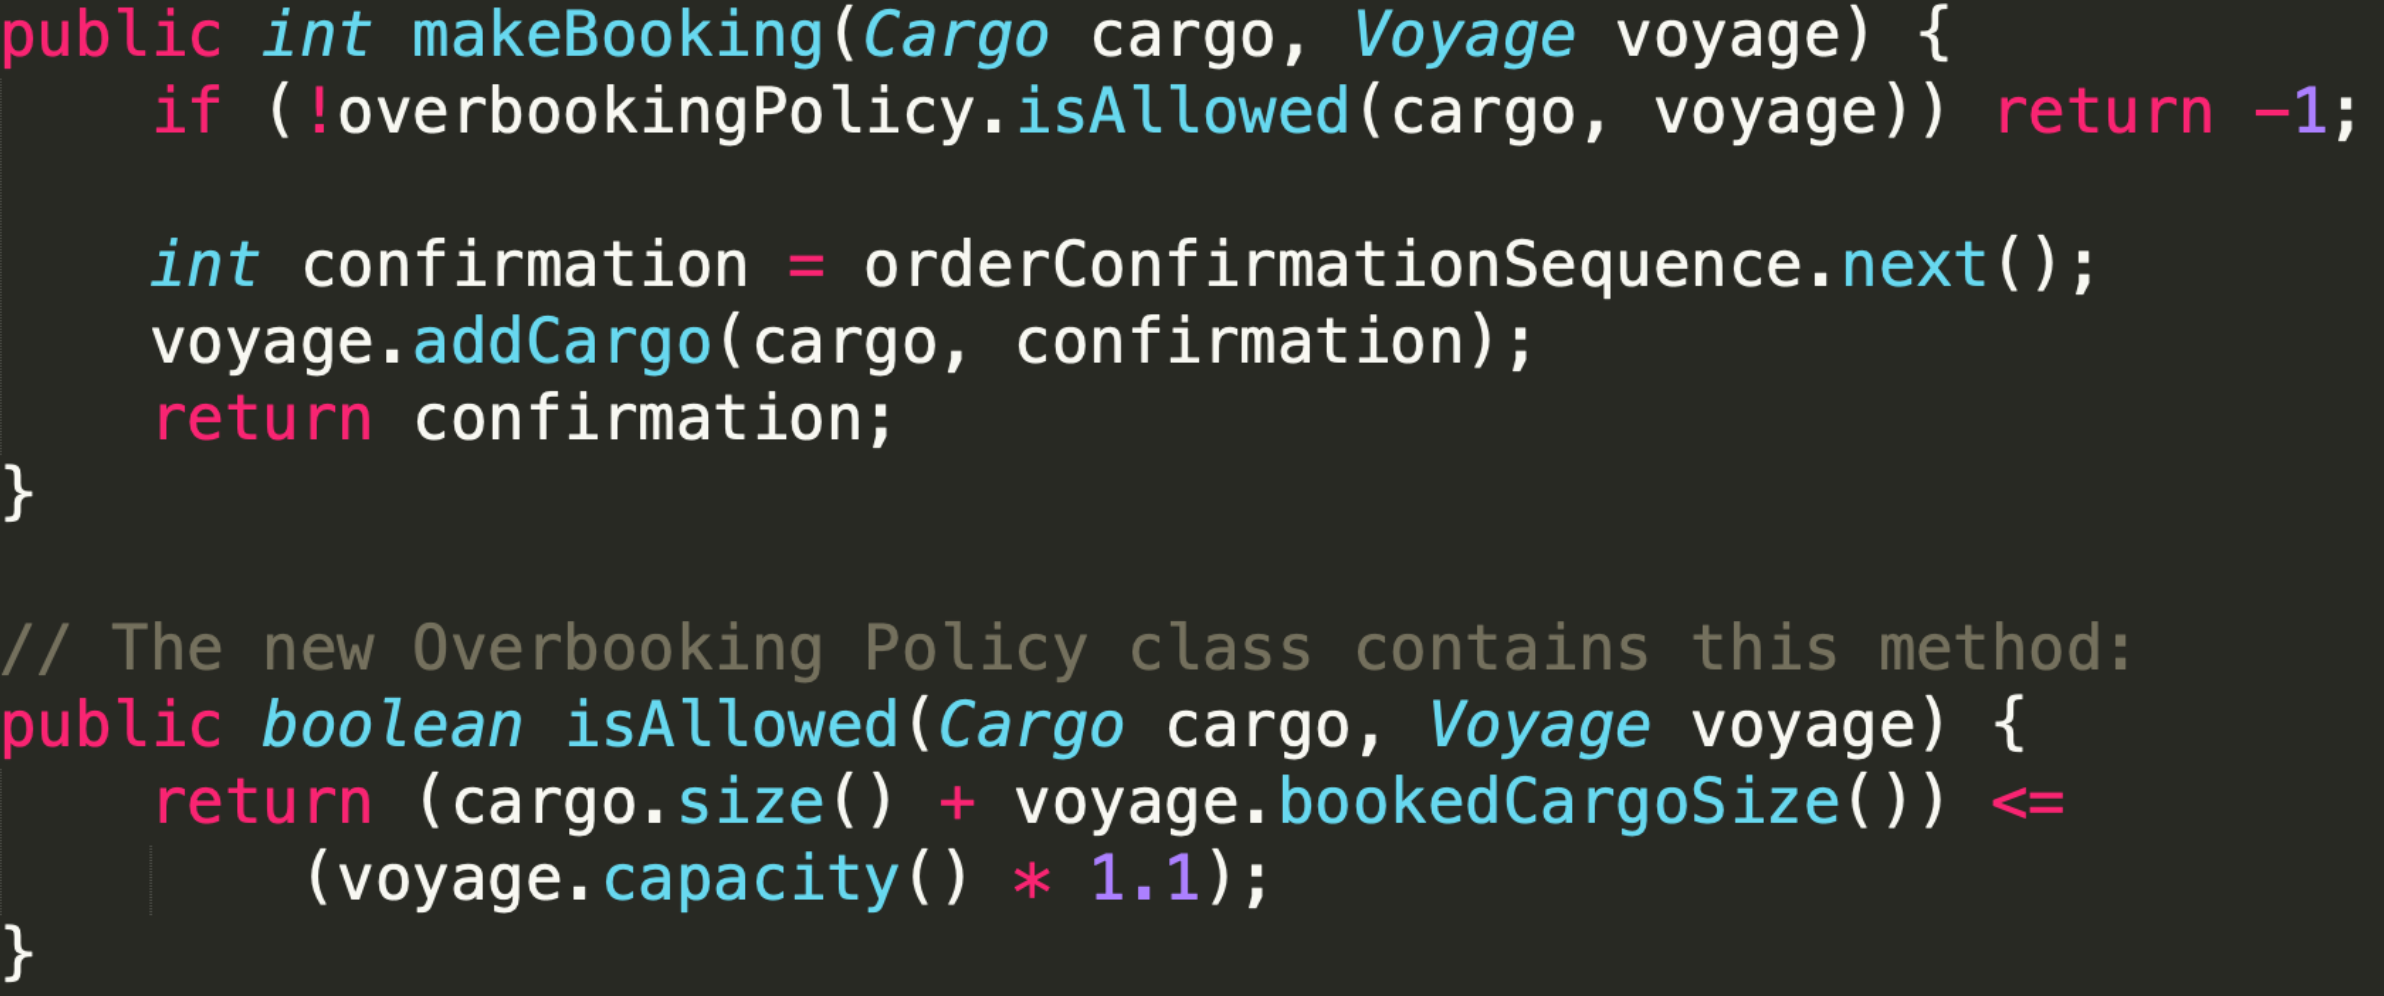 public int makeBooking(Cargo cargo, Voyage voyage) {
    if (!overbookingPolicy.isAllowed(cargo, voyage)) return -1;

    int confirmation = orderConfirmationSequence.next();
    voyage.addCargo(cargo, confirmation);
    return confirmation;
}

// The new Overbooking Policy class contains this method:
public boolean isAllowed(Cargo cargo, Voyage voyage) {
    return (cargo.size() + voyage.bookedCargoSize()) <=
        (voyage.capacity() * 1.1);
}